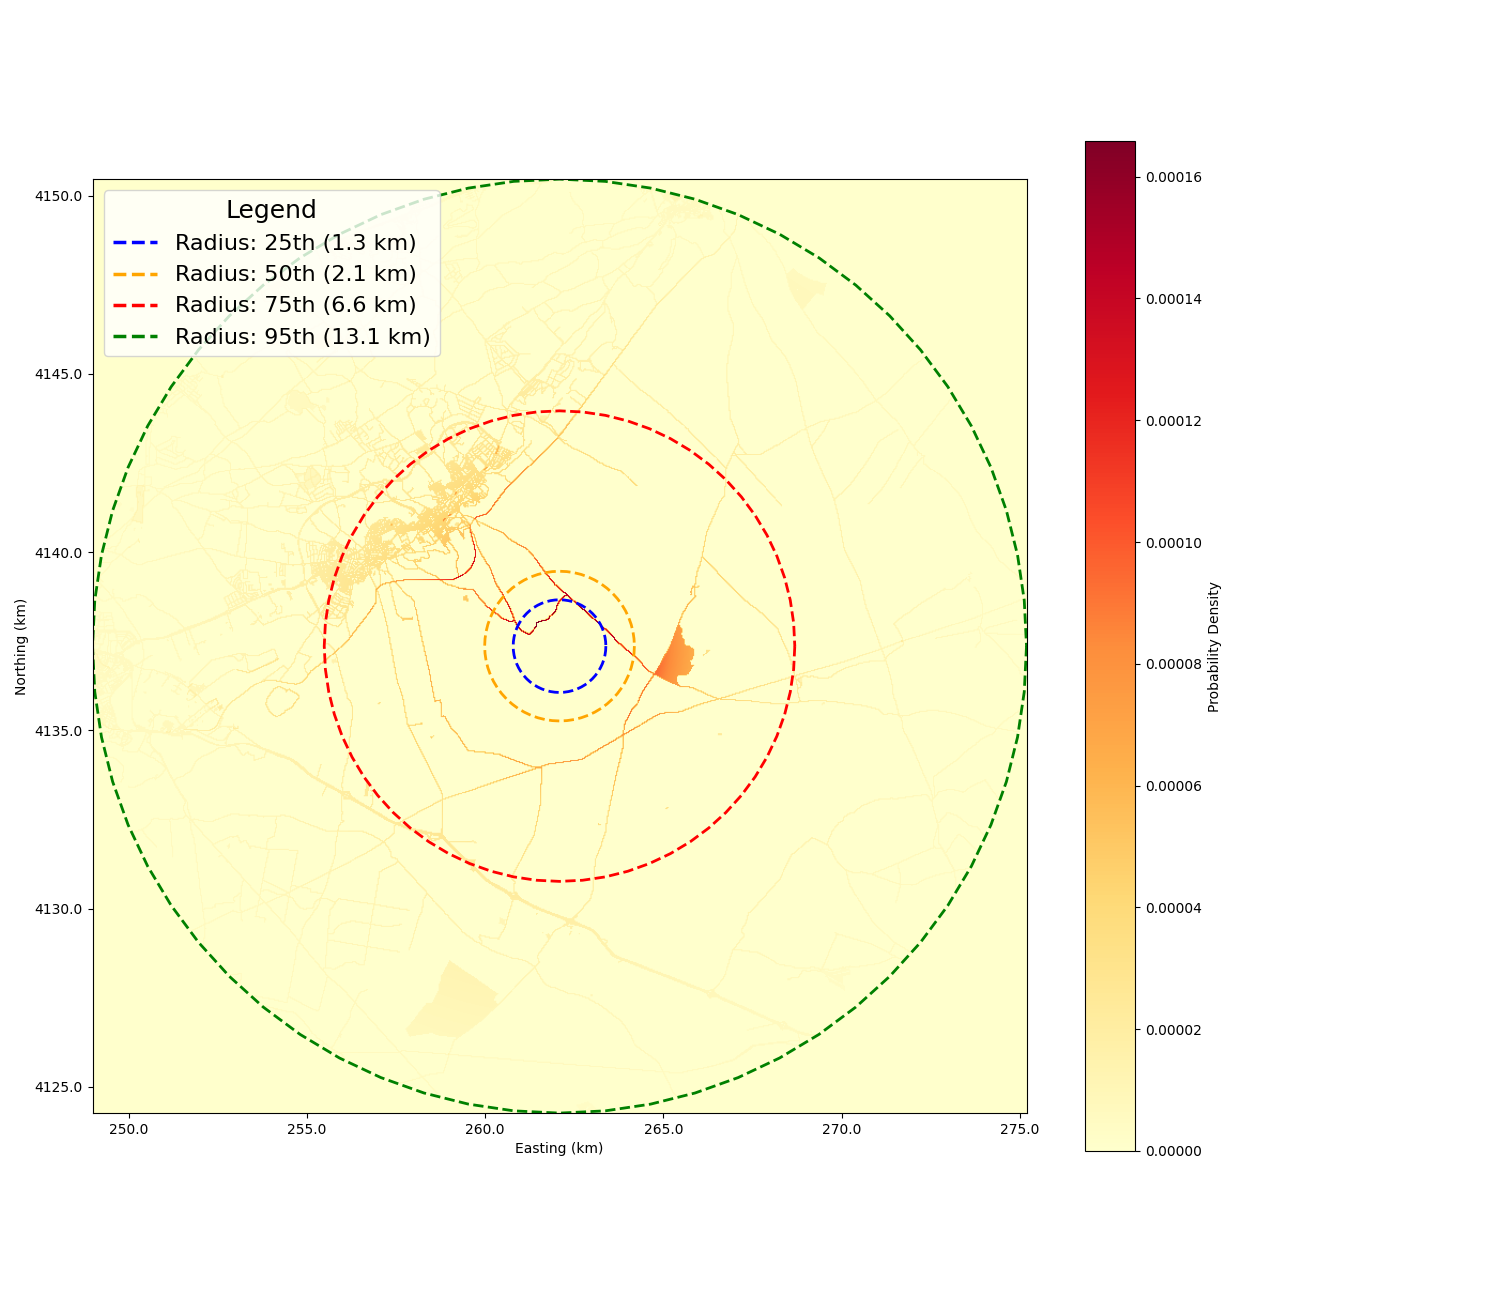 Legend
Radius: 25th (1.3 km)
Radius: 50th (2.1 km)
Radius: 75th (6.6 km)
Radius: 95th (13.1 km)
4150.0
4145.0
4140.0
4135.0
4130.0
4125.0
Northing (km)
250.0 255.0 260.0 265.0 270.0 275.0
Easting (km)
0.00016
0.00014
0.00012
0.00010
0.00008
0.00006
0.00004
0.00002
0.00000
Probability Density